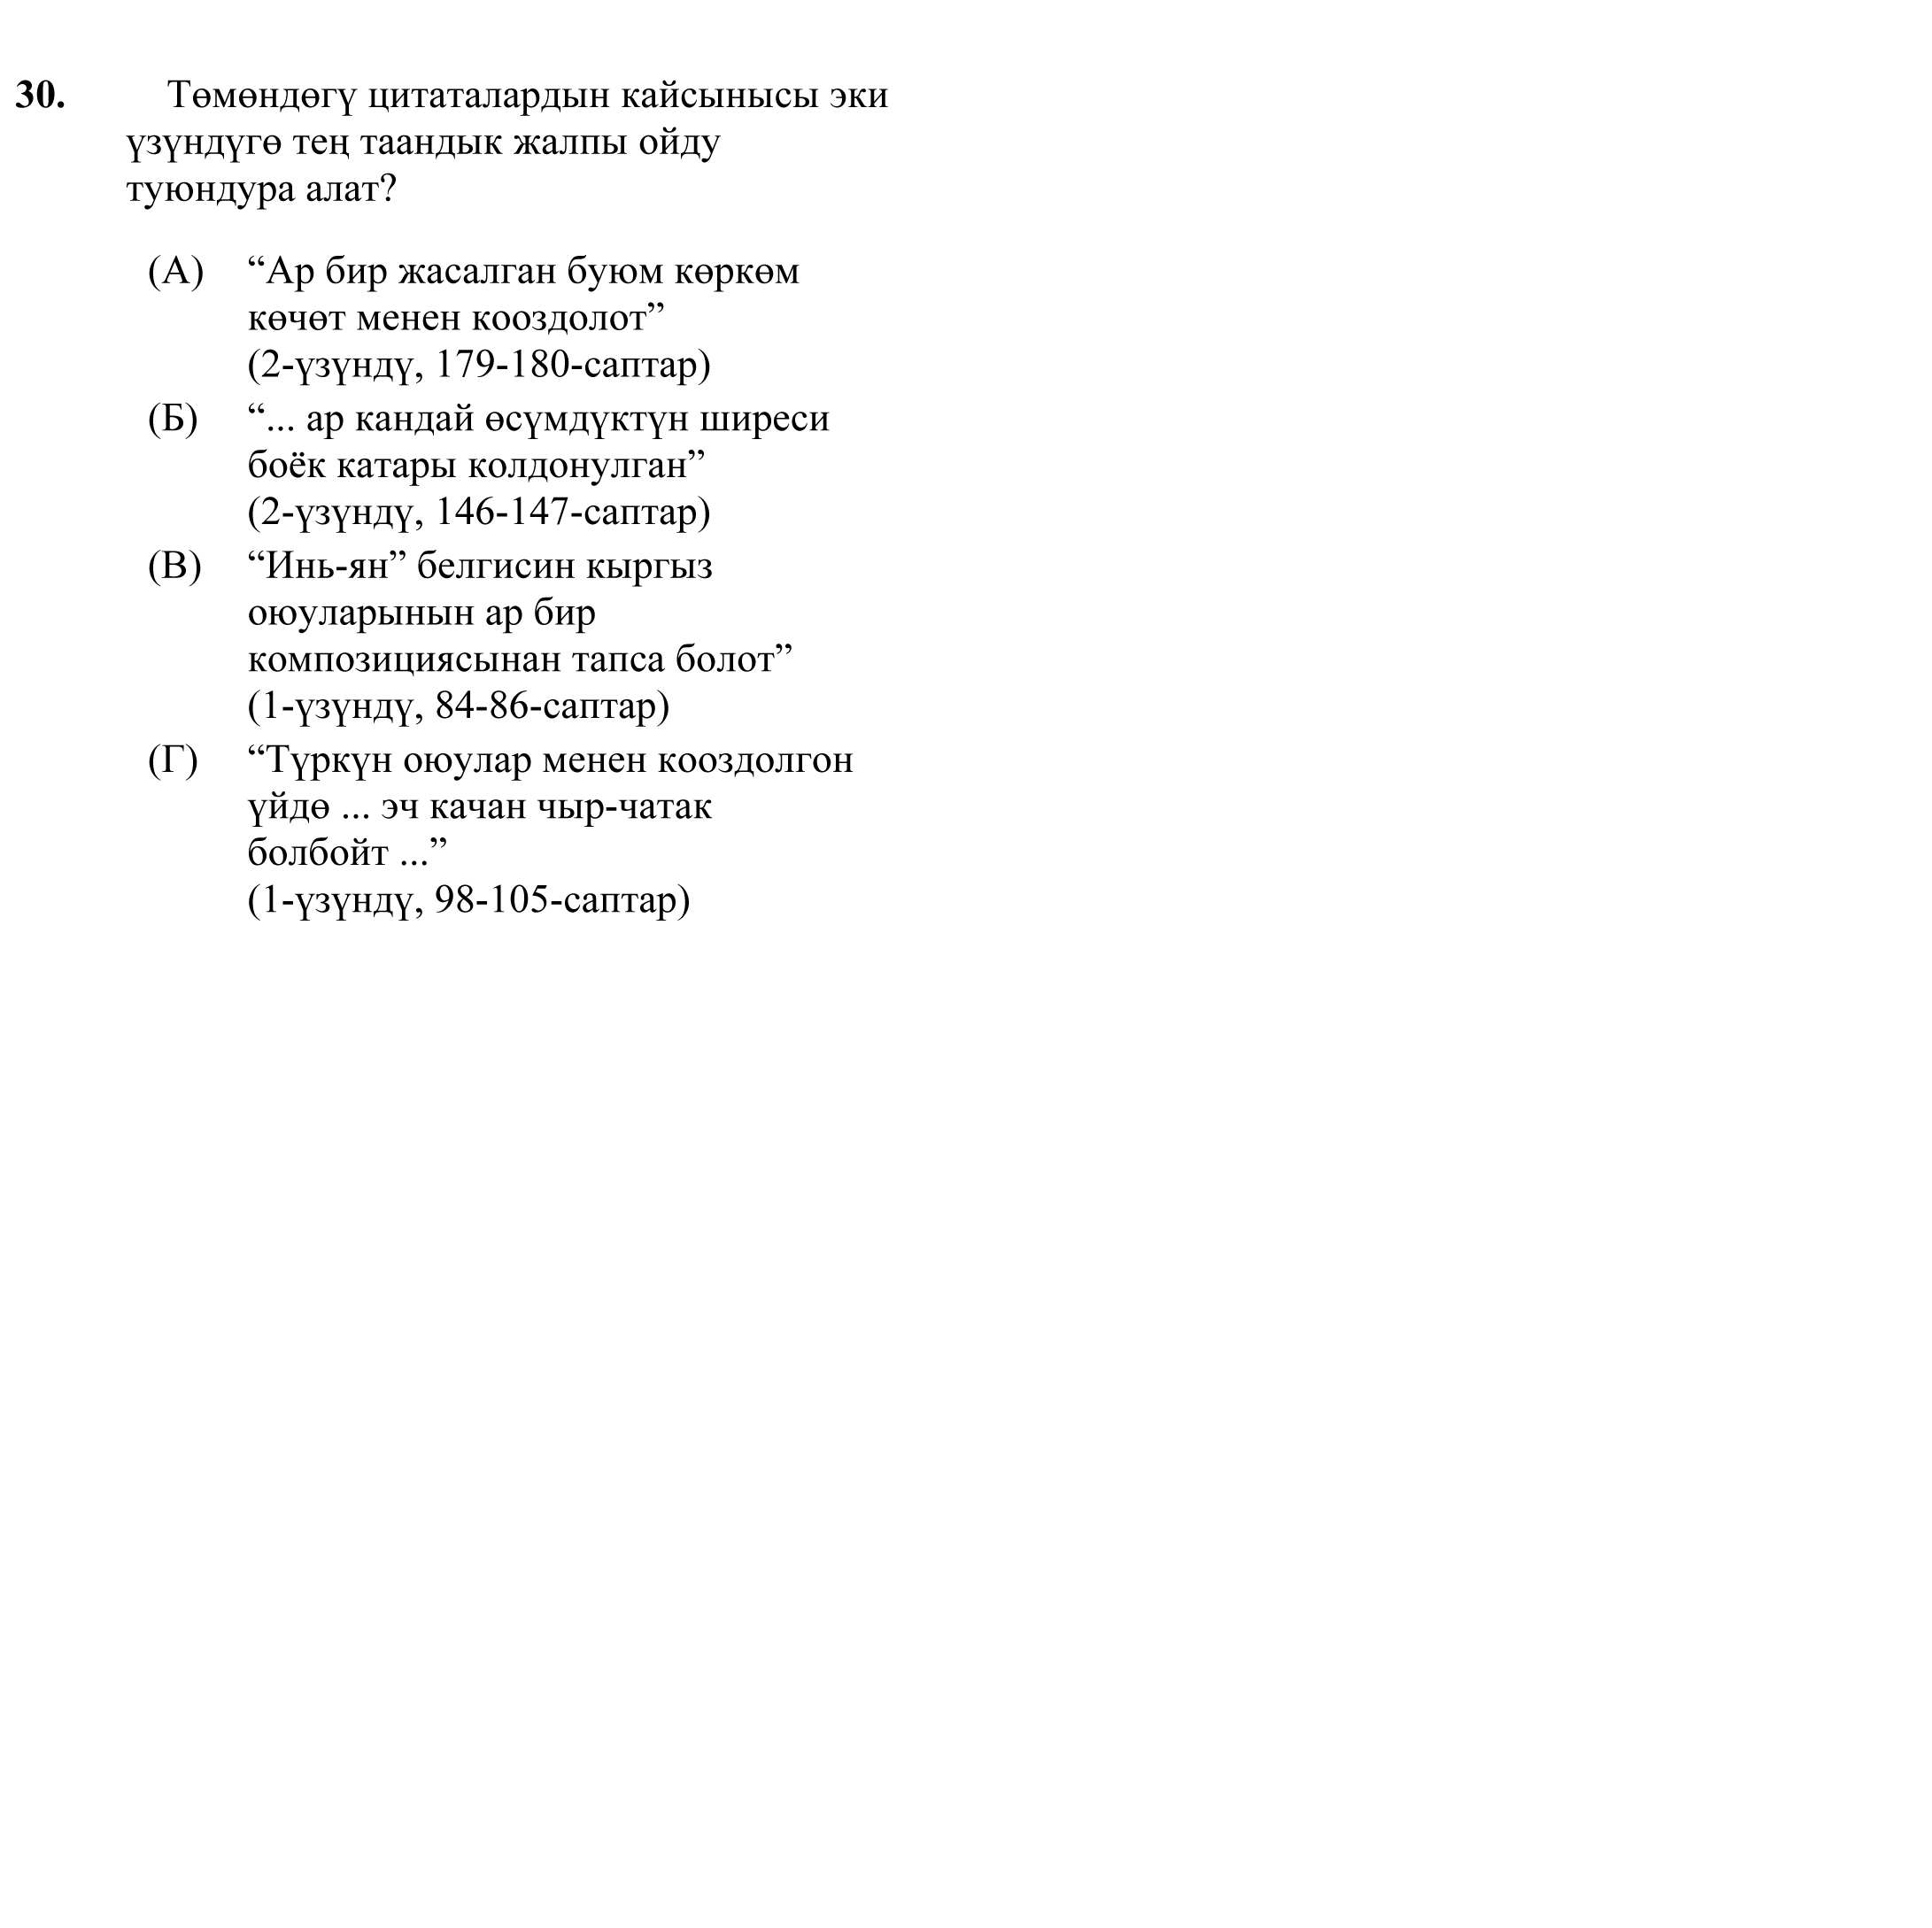 30. Төмөндөгү цитаталардын кайсынысы эки
үзүндүгө тең таандык жалпы ойду
туюндура алат?
(А) “Ар бир жасалган буюм көркөм
көчөт менен кооздолот”
(2-үзүндү, 179-180-саптар)
(Б) “... ар кандай өсүмдүктүн ширеси
боёк катары колдонулган”
(2-үзүндү, 146-147-саптар)
(В) “Инь-ян” белгисин кыргыз
оюуларынын ар бир
композициясынан тапса болот”
(1-үзүндү, 84-86-саптар)
(Г) “Түркүн оюулар менен кооздолгон
үйдө ... эч качан чыр-чатак
болбойт ...”
(1-үзүндү, 98-105-саптар)